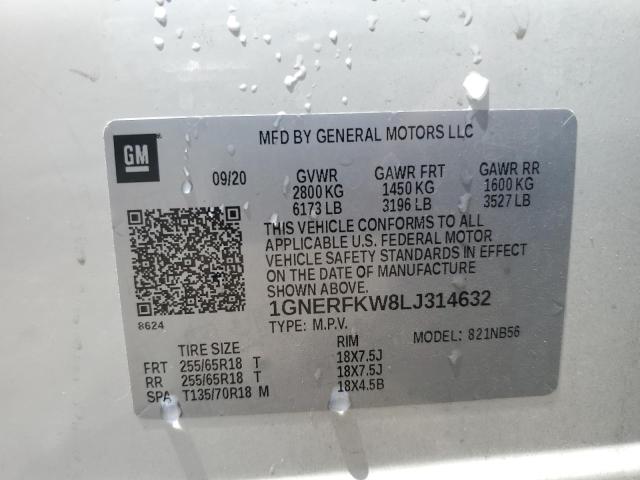 GM
MFD BY GENERAL MOTORS LLC
09/20 GVWR GAWR FRT GAWR RR
2800 KG 1450 KG 1600 KG
6173 LB 3196 LB 3527 LB
THIS VEHICLE CONFORMS TO ALL
APPLICABLE U.S. FEDERAL MOTOR
VEHICLE SAFETY STANDARDS IN EFFECT
ON THE DATE OF MANUFACTURE
SHOWN ABOVE.
1GNERFKW8LJ314632
8624
TYPE: M.P.V. MODEL: 821NB56
TIRE SIZE RIM
FRT 255/65R18 T 18X7.5J
RR 255/65R18 T 18X7.5J
SPA T135/70R18 M 18X4.5B